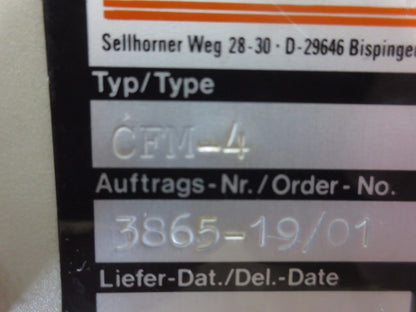 Sellhorner Weg 28-30 · D-29646 Bispingen
Typ/Type
CFM-4
Auftrags-Nr./Order-No.
3865-19/01
Liefer-Dat./Del.-Date